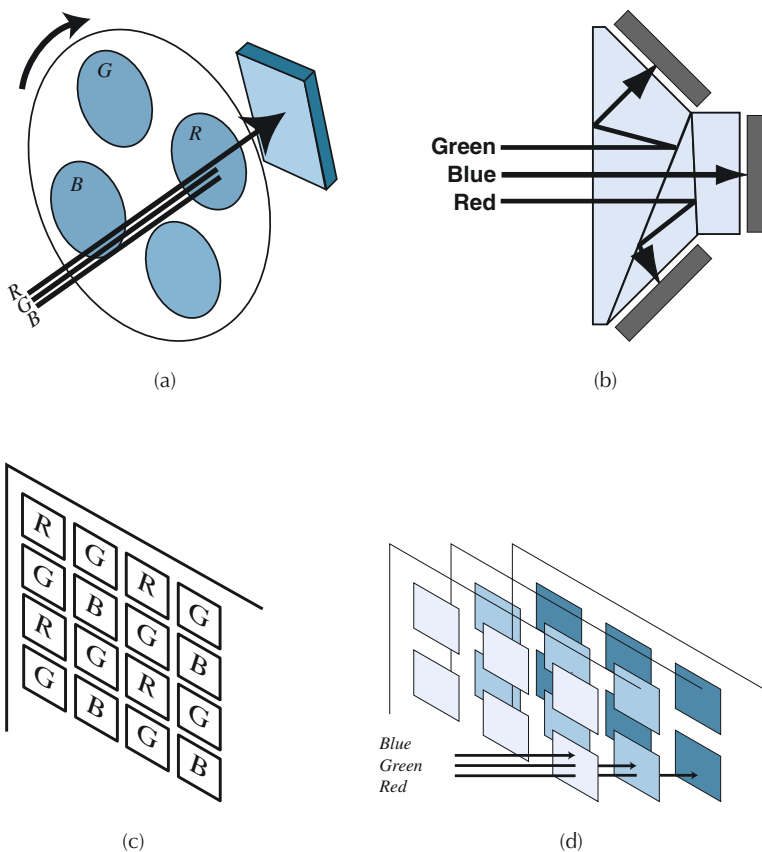 G
R
B
R
G
B
(a)
Green
Blue
Red
(b)
R G R G
G B G B
R G R G
G B G B
(c)
Blue
Green
Red
(d)